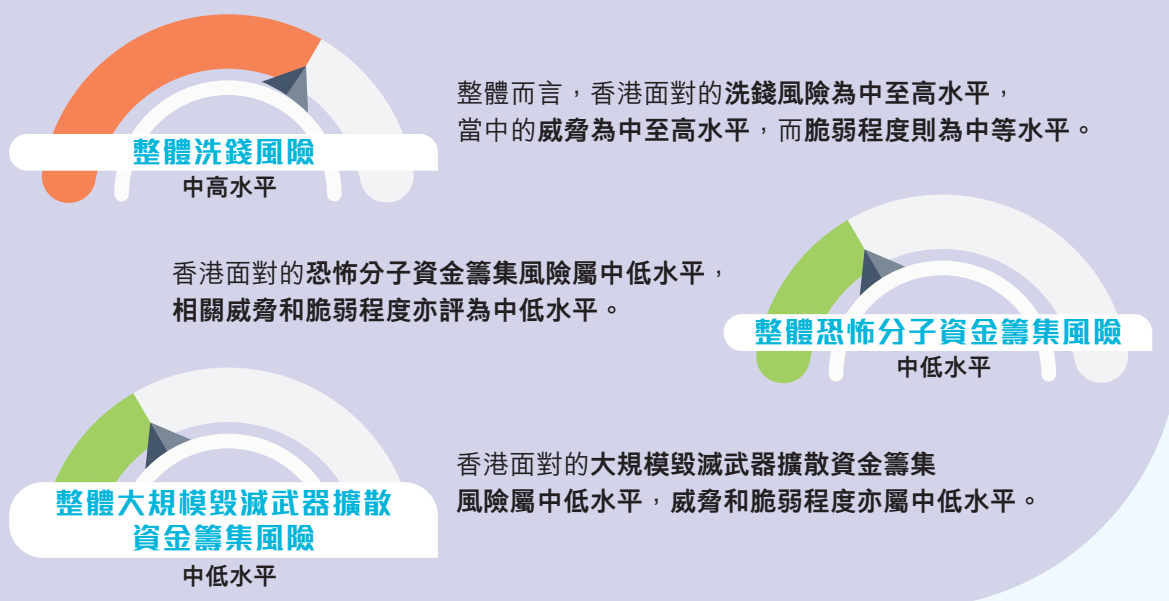 整體洗錢風險
中高水平
整體而言，香港面對的洗錢風險為中至高水平，
當中的威脅為中至高水平，而脆弱程度則為中等水平。
香港面對的恐怖分子資金籌集風險屬中低水平，
相關威脅和脆弱程度亦評為中低水平。
整體恐怖分子資金籌集風險
中低水平
整體大規模毀滅武器擴散
資金籌集風險
中低水平
香港面對的大規模毀滅武器擴散資金籌集
風險屬中低水平，威脅和脆弱程度亦屬中低水平。